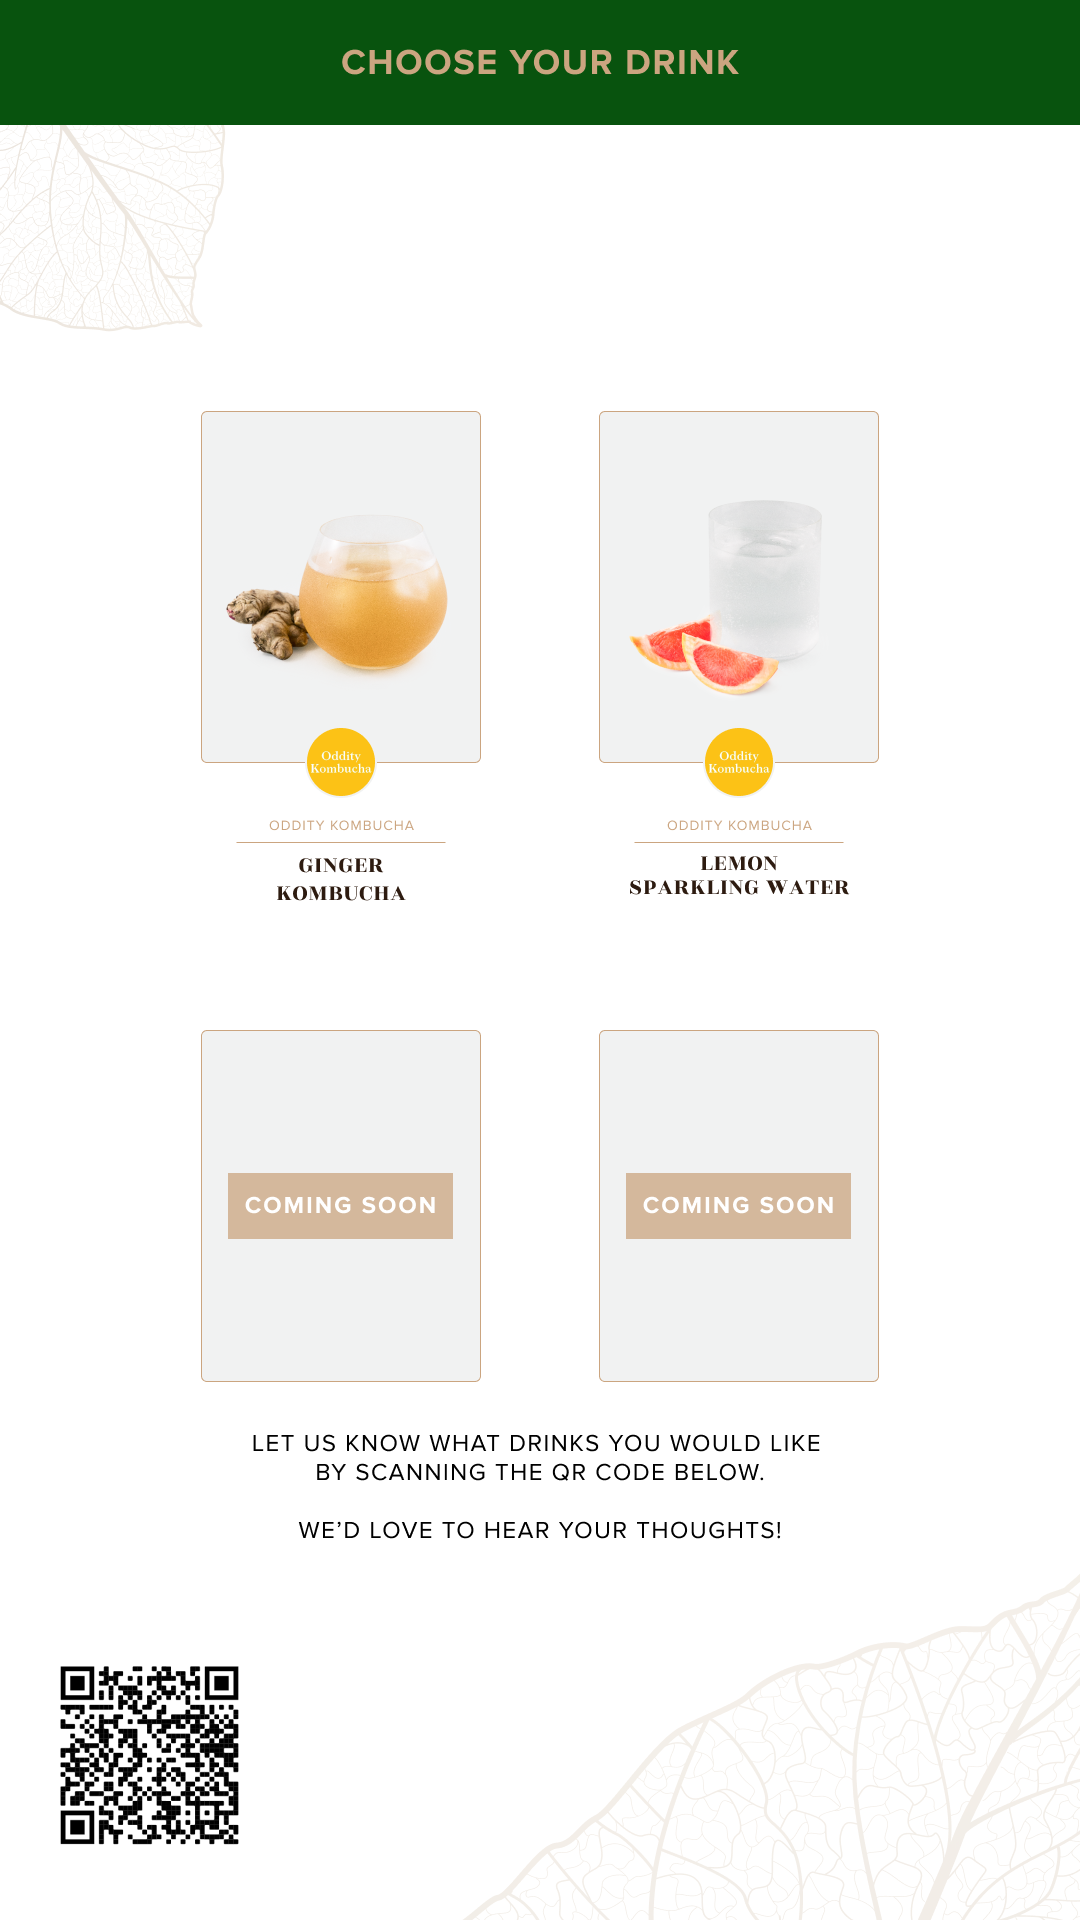 CHOOSE YOUR DRINK
Oddity
Kombucha
Oddity
Kombucha
ODDITY KOMBUCHA
ODDITY KOMBUCHA
GINGER
KOMBUCHA
LEMON
SPARKLING WATER
COMING SOON
COMING SOON
LET US KNOW WHAT DRINKS YOU WOULD LIKE
BY SCANNING THE QR CODE BELOW.
WE’D LOVE TO HEAR YOUR THOUGHTS!